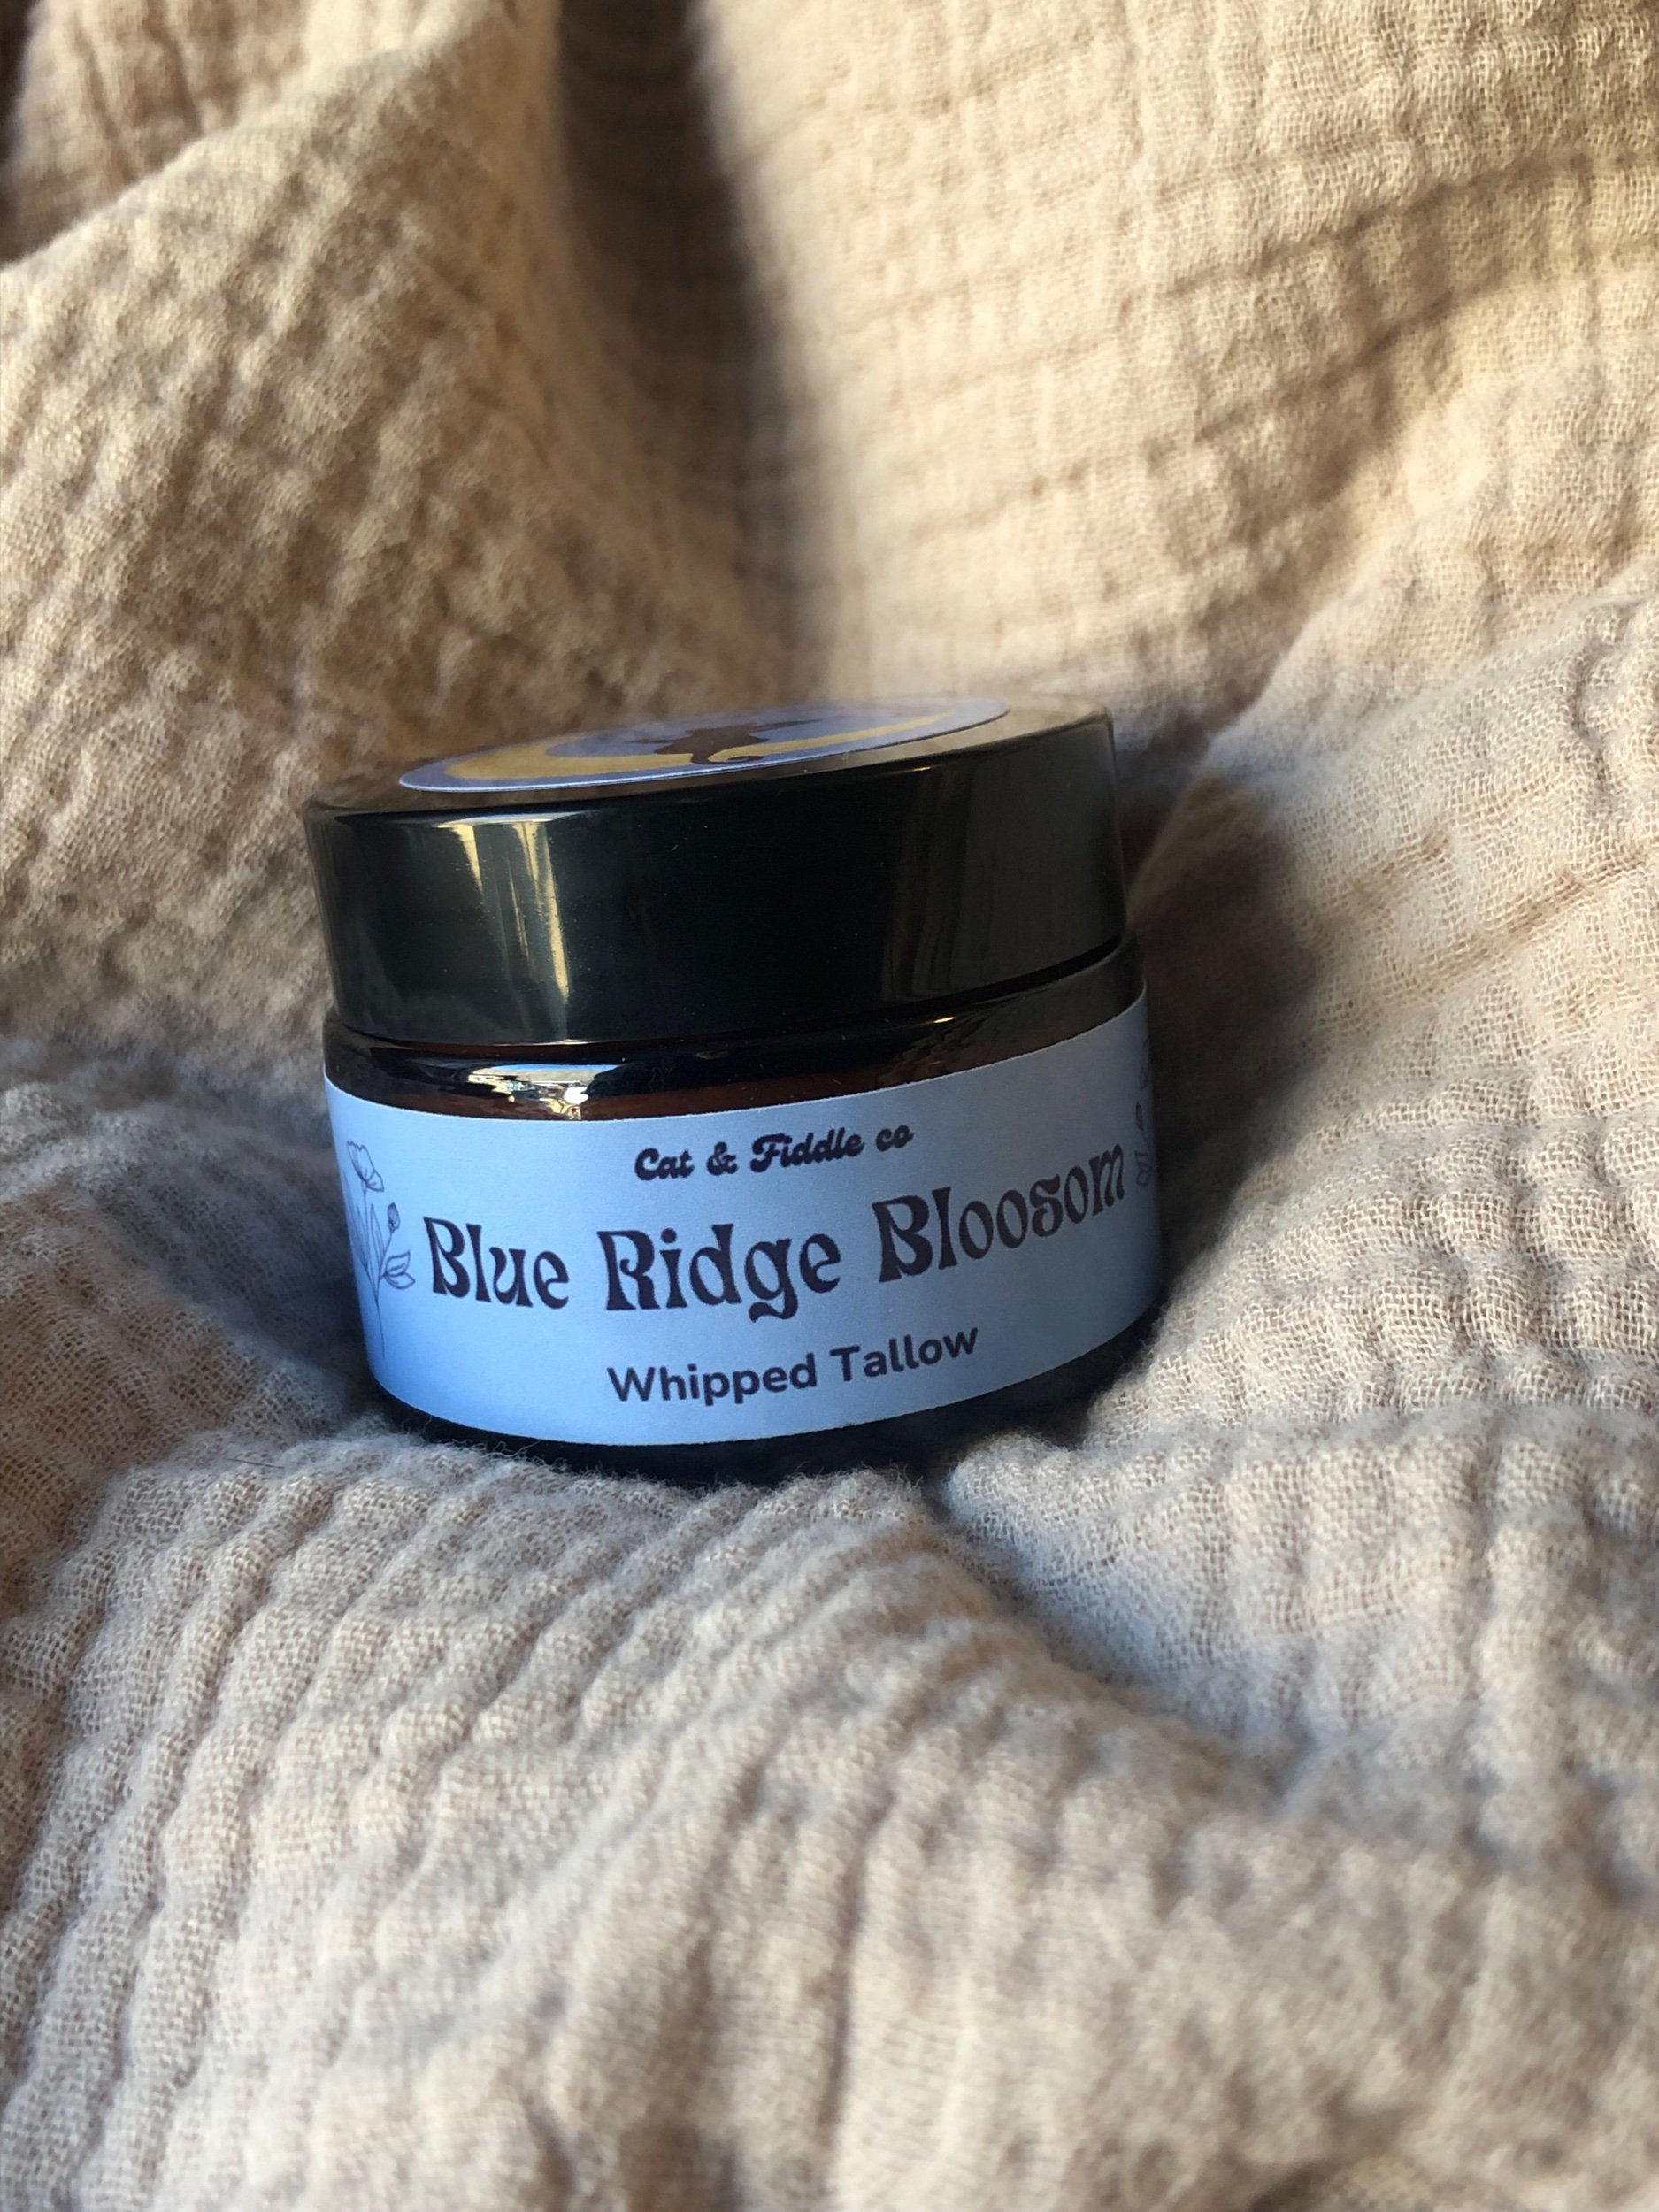 Cat & Fiddle co
Blue Ridge Bloosom
Whipped Tallow